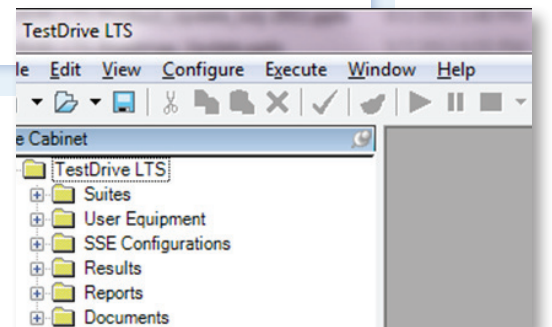 TestDrive LTS
le Edit View Configure Execute Window Help
e Cabinet
TestDrive LTS
Suites
User Equipment
SSE Configurations
Results
Reports
Documents